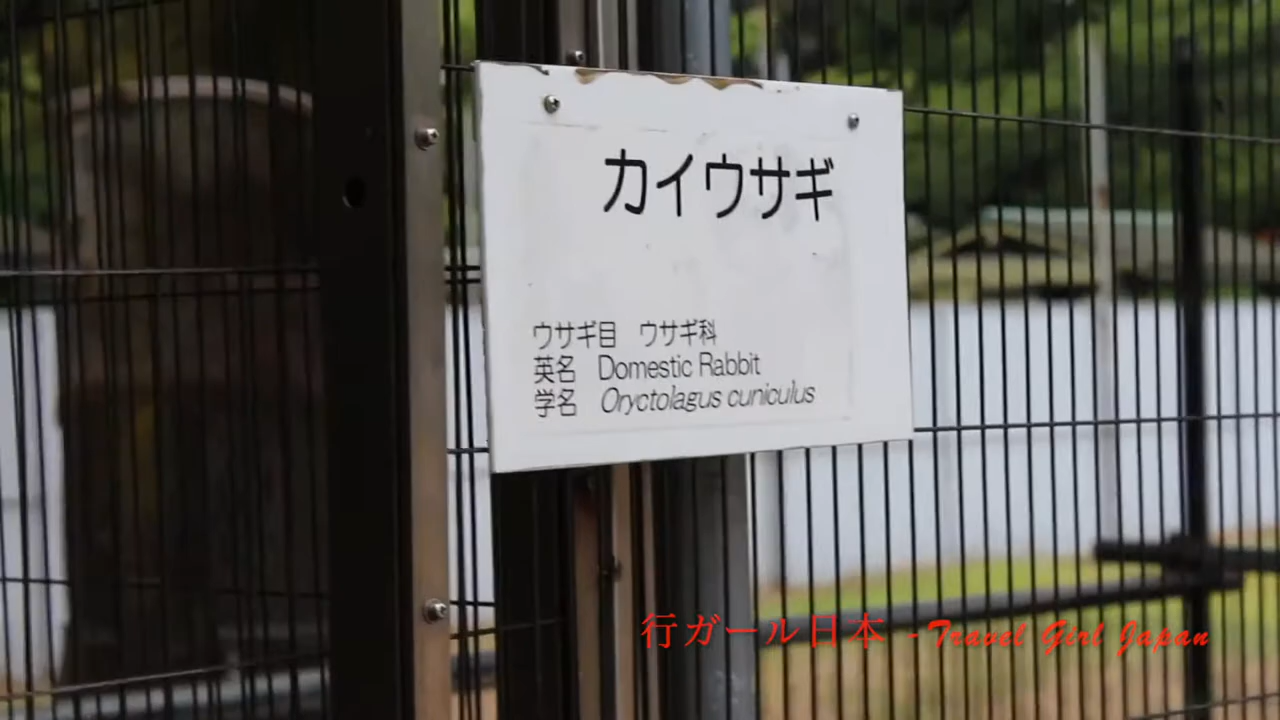 カイウサギ
ウサギ目　ウサギ科
英名　Domestic Rabbit
学名　Oryctolagus cuniculus
行ガール日本 - Travel Girl Japan